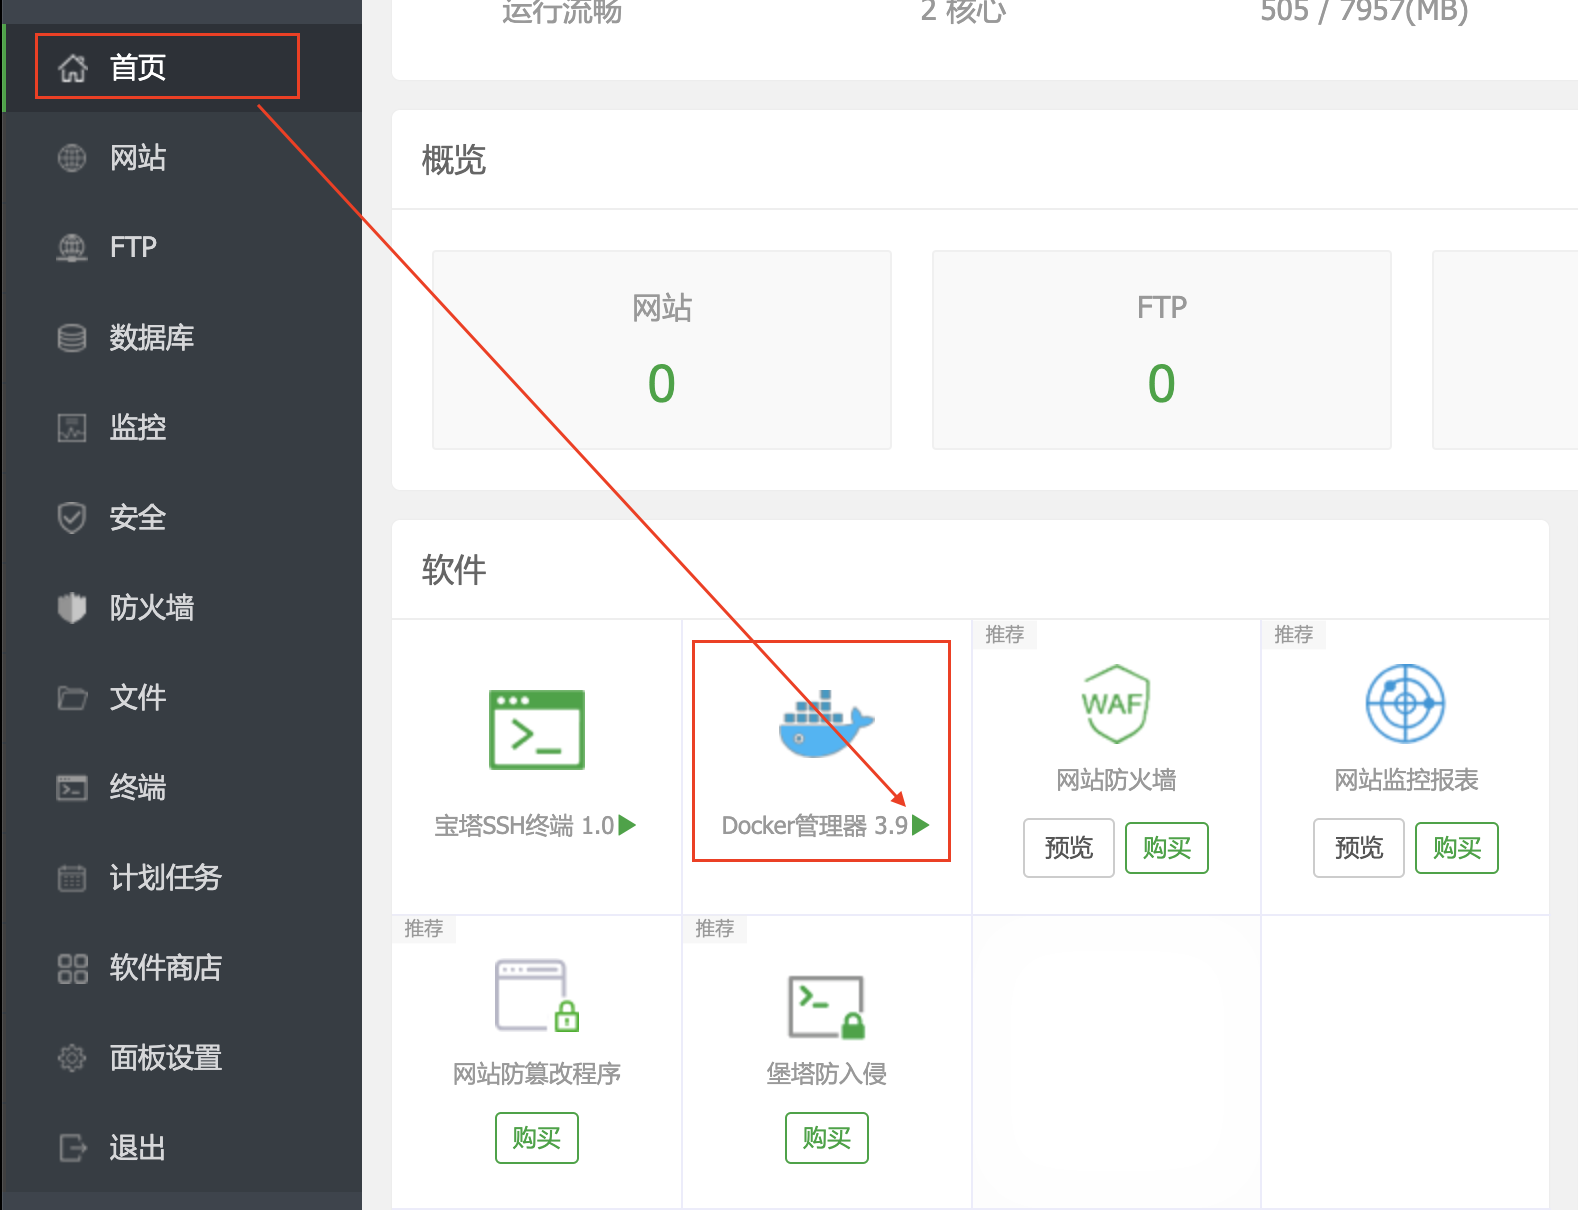 运行流畅
2 核心
505 / 7957(MB)
首页
网站
FTP
数据库
监控
安全
防火墙
文件
终端
计划任务
软件商店
面板设置
退出
概览
网站
0
FTP
0
软件
宝塔SSH终端 1.0
Docker管理器 3.9
推荐
WAF
网站防火墙
预览
购买
推荐
网站监控报表
预览
购买
推荐
网站防篡改程序
购买
推荐
堡塔防入侵
购买